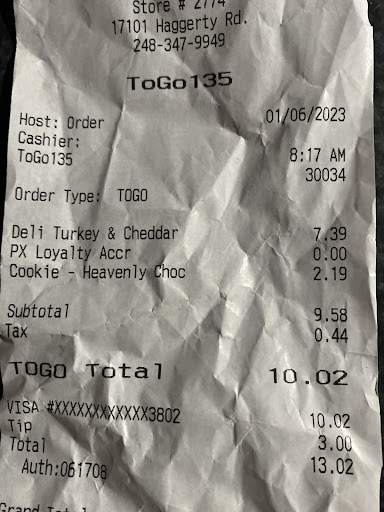 Store # 2774
17101 Haggerty Rd.
248-347-9949
ToGo135
Host: Order 01/06/2023
Cashier:
ToGo135 8:17 AM
30034
Order Type: TOGO
Deli Turkey & Cheddar 7.39
PX Loyalty Accr 0.00
Cookie - Heavenly Choc 2.19
Subtotal 9.58
Tax 0.44
TOGO Total 10.02
VISA #XXXXXXXXXXXX3802 10.02
Tip 3.00
Total 13.02
Auth:061708
Grand Total